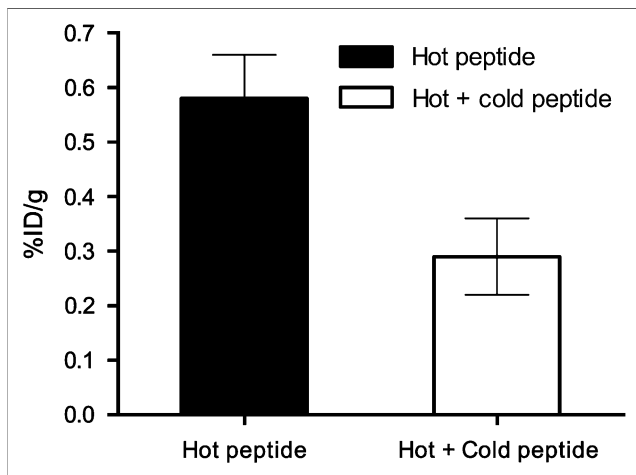 0.7
0.6
0.5
0.4
0.3
0.2
0.1
0.0
%ID/g
Hot peptide
Hot + cold peptide
Hot peptide
Hot + Cold peptide